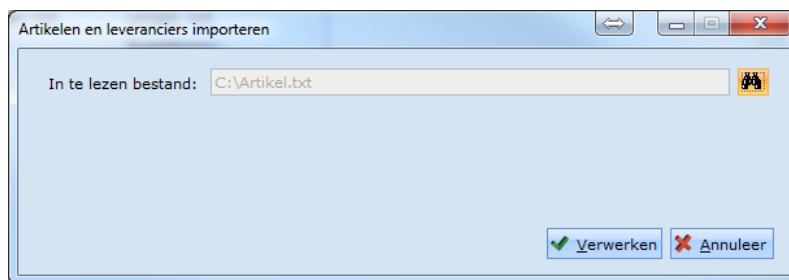 Artikelen en leveranciers importeren
In te lezen bestand: C:\Artikel.txt
Verwerken Annuleer